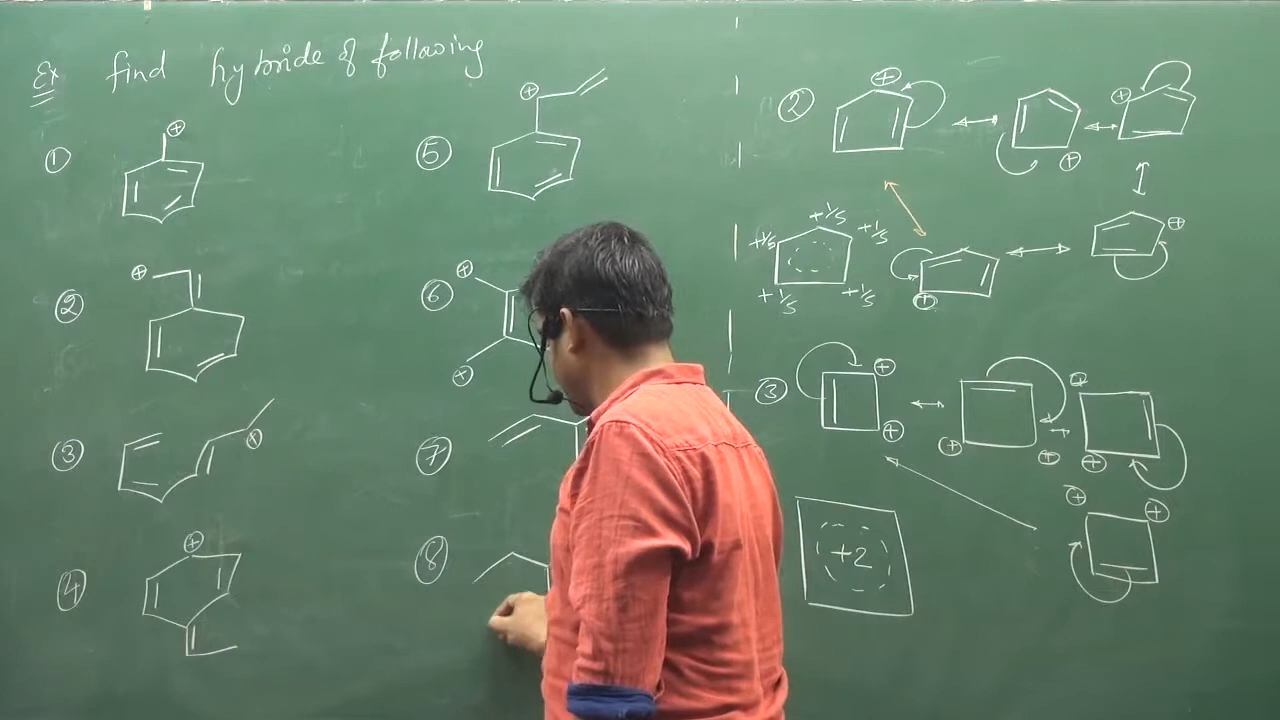 Ex find hybride of following
① ⊕
② ⊕
③ ⊕
④ ⊕
⑤ ⊕
⑥ ⊕ ⊕
⑦
⑧
② ⊕ ⊕ ⊕
⊕ ⊕
+1/5 +1/5 +1/5 +1/5 +1/5
③ ⊕ ⊕ ⊕ ⊕ ⊕ ⊕
⊕ ⊕
+2